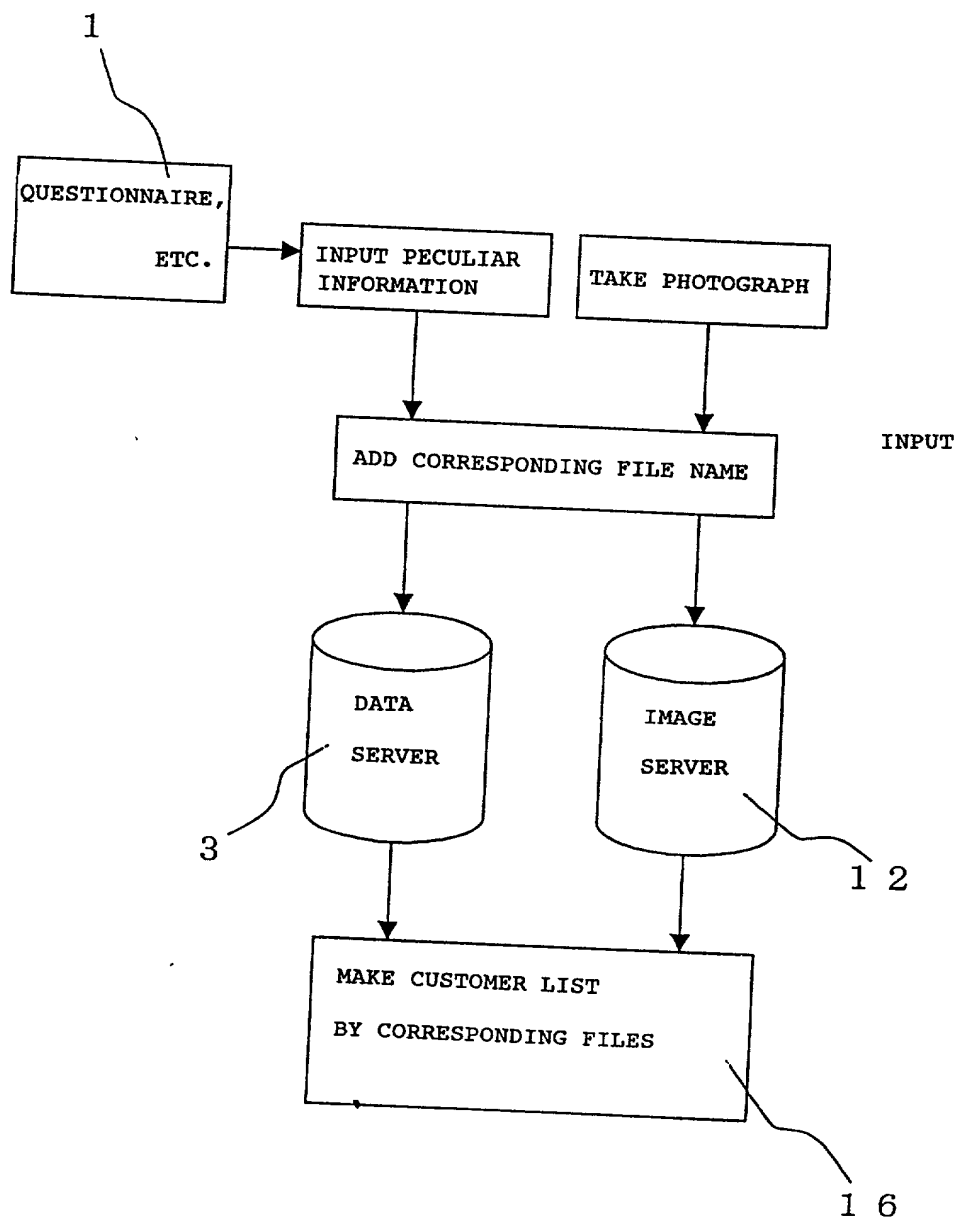 1
QUESTIONNAIRE,
ETC.
INPUT PECULIAR
INFORMATION
TAKE PHOTOGRAPH
INPUT
ADD CORRESPONDING FILE NAME
DATA
SERVER
IMAGE
SERVER
3
1 2
MAKE CUSTOMER LIST
BY CORRESPONDING FILES
1 6